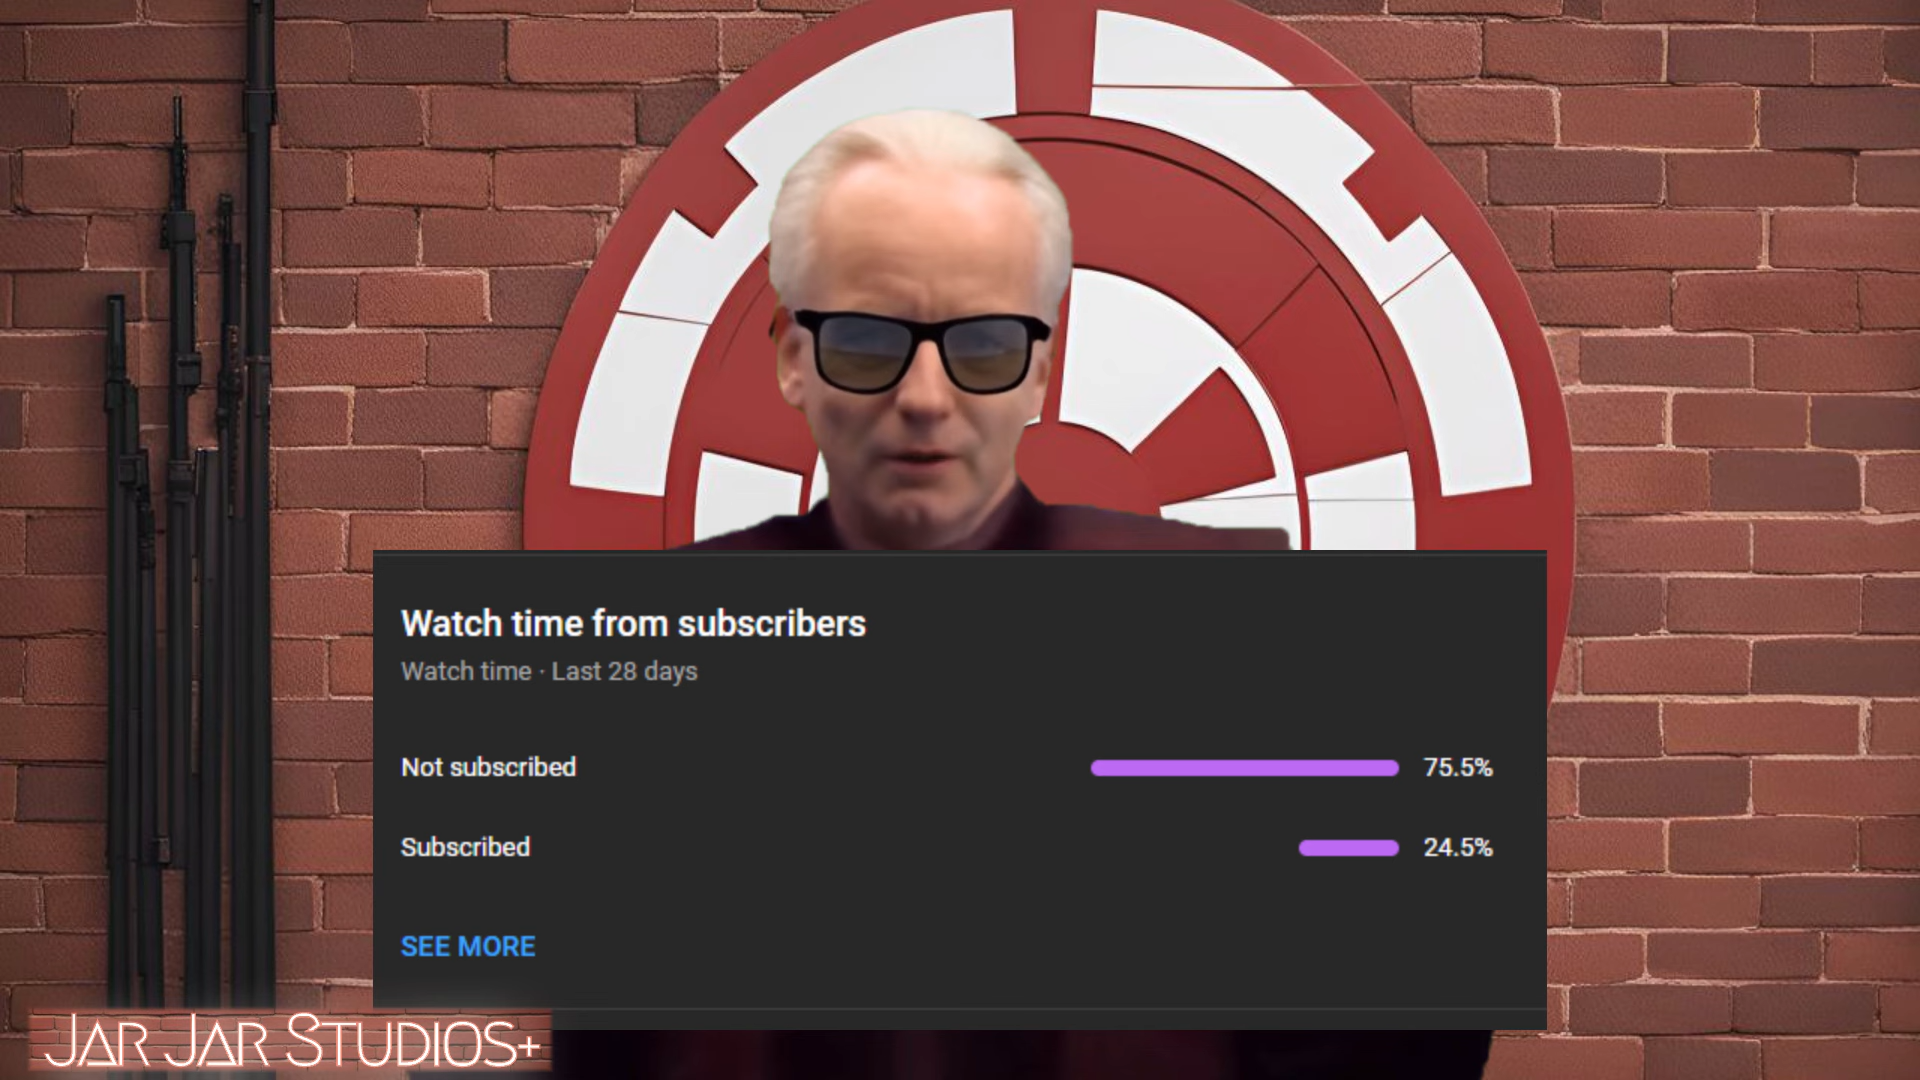 Watch time from subscribers
Watch time · Last 28 days
Not subscribed 75.5%
Subscribed 24.5%
SEE MORE
JAR JAR STUDIOS+